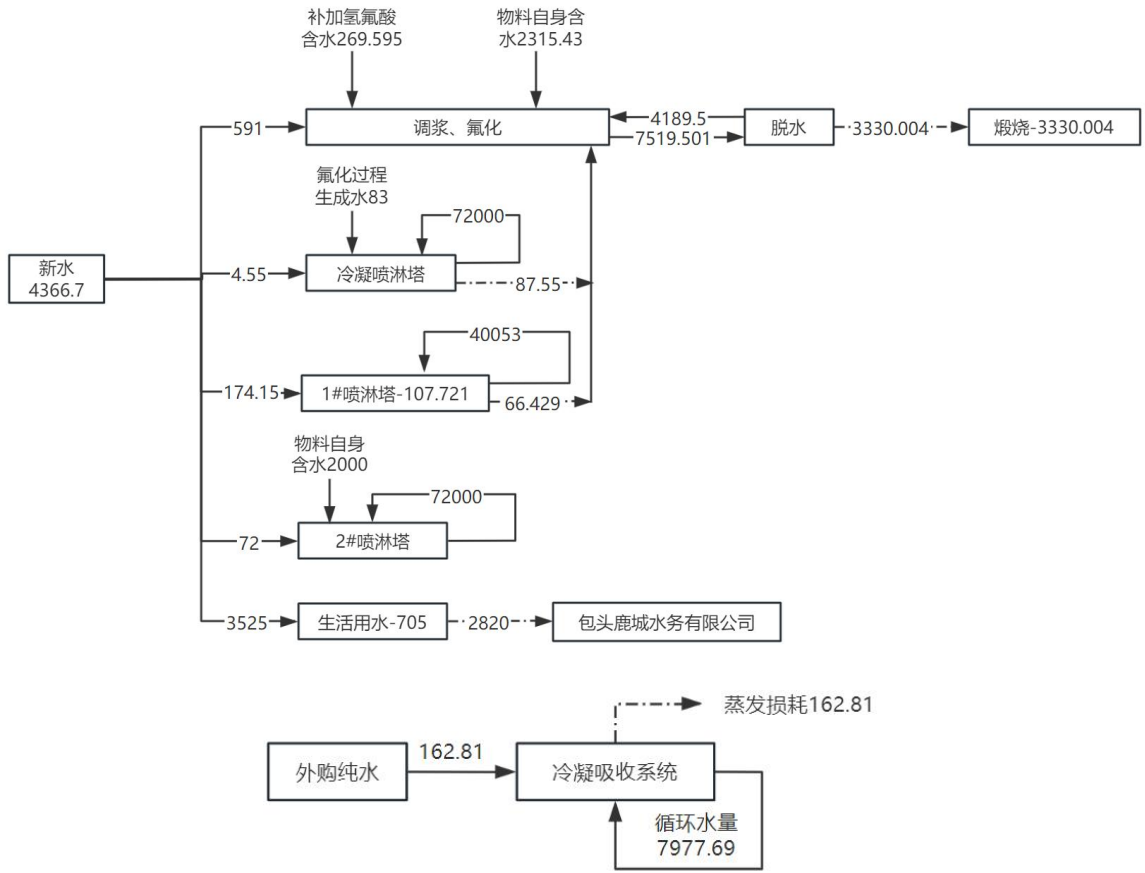 补加氢氟酸
含水269.595
物料自身含
水2315.43
591
调浆、氟化
4189.5
7519.501
脱水
3330.004
煅烧-3330.004
氟化过程
生成水83
72000
新水
4366.7
4.55
冷凝喷淋塔
87.55
40053
174.15
1#喷淋塔-107.721
66.429
物料自身
含水2000
72000
72
2#喷淋塔
3525
生活用水-705
2820
包头鹿城水务有限公司
蒸发损耗162.81
162.81
外购纯水
冷凝吸收系统
循环水量
7977.69